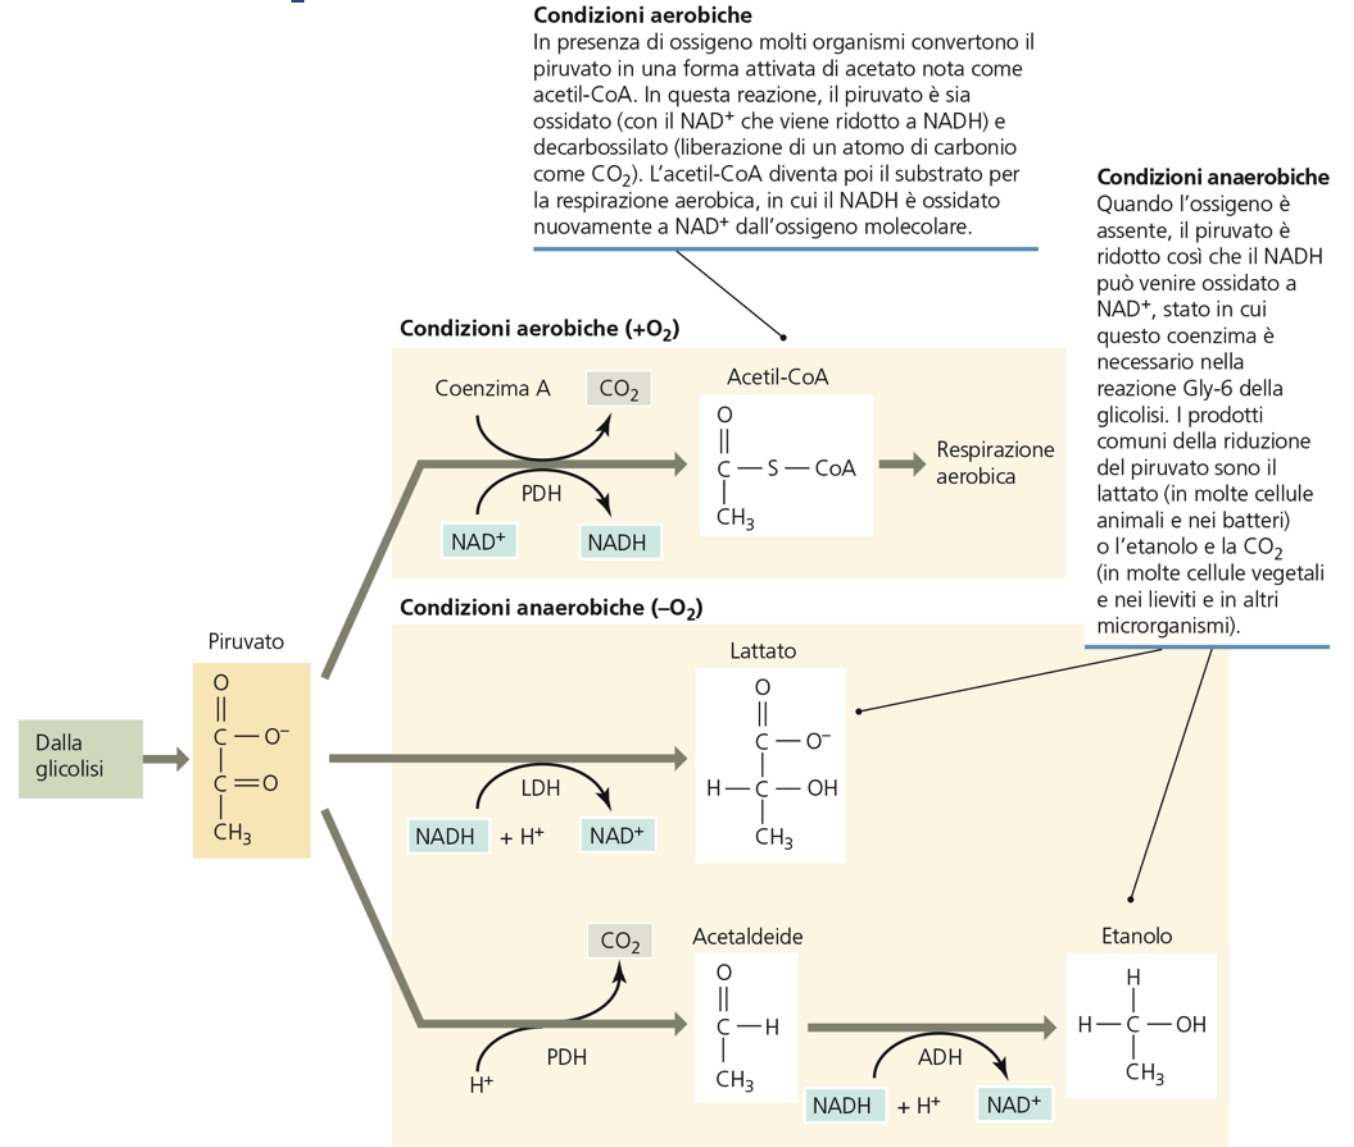 Condizioni aerobiche
In presenza di ossigeno molti organismi convertono il
piruvato in una forma attivata di acetato nota come
acetil-CoA. In questa reazione, il piruvato è sia
ossidato (con il NAD⁺ che viene ridotto a NADH) e
decarbossilato (liberazione di un atomo di carbonio
come CO₂). L’acetil-CoA diventa poi il substrato per
la respirazione aerobica, in cui il NADH è ossidato
nuovamente a NAD⁺ dall’ossigeno molecolare.
Condizioni anaerobiche
Quando l’ossigeno è
assente, il piruvato è
ridotto così che il NADH
può venire ossidato a
NAD⁺, stato in cui
questo coenzima è
necessario nella
reazione Gly-6 della
glicolisi. I prodotti
comuni della riduzione
del piruvato sono il
lattato (in molte cellule
animali e nei batteri)
o l’etanolo e la CO₂
(in molte cellule vegetali
e nei lieviti e in altri
microrganismi).
Condizioni aerobiche (+O₂)
Coenzima A
CO₂
PDH
NAD⁺
NADH
Acetil-CoA
O
C — S — CoA
CH₃
Respirazione
aerobica
Condizioni anaerobiche (–O₂)
Dalla
glicolisi
Piruvato
O
C — O⁻
C = O
CH₃
LDH
NADH + H⁺
NAD⁺
Lattato
O
C — O⁻
H — C — OH
CH₃
CO₂
PDH
H⁺
Acetaldeide
O
C — H
CH₃
ADH
NADH + H⁺
NAD⁺
Etanolo
H
H — C — OH
CH₃